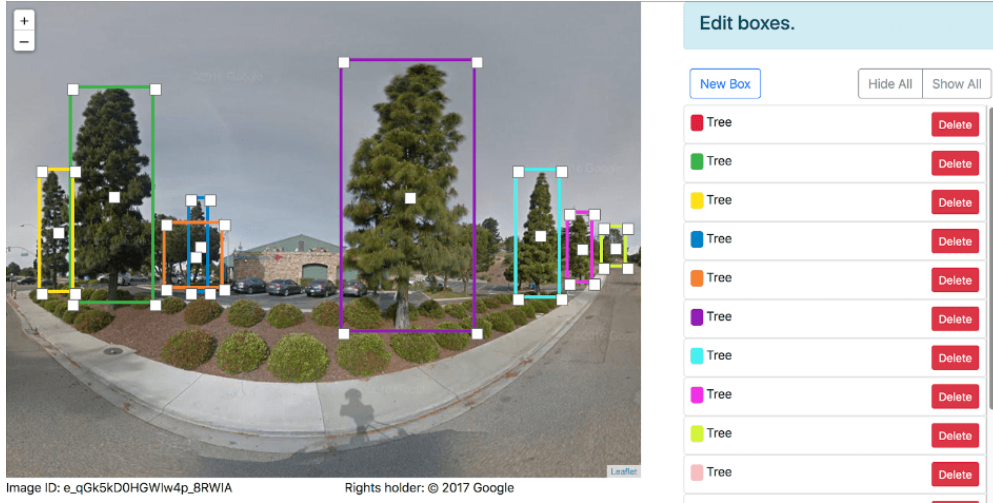 +
−
Edit boxes.
New Box
Hide All
Show All
Tree
Delete
Tree
Delete
Tree
Delete
Tree
Delete
Tree
Delete
Tree
Delete
Tree
Delete
Tree
Delete
Tree
Delete
Tree
Delete
Leaflet
Image ID: e_qGk5kD0HGWIw4p_8RWIA
Rights holder: © 2017 Google